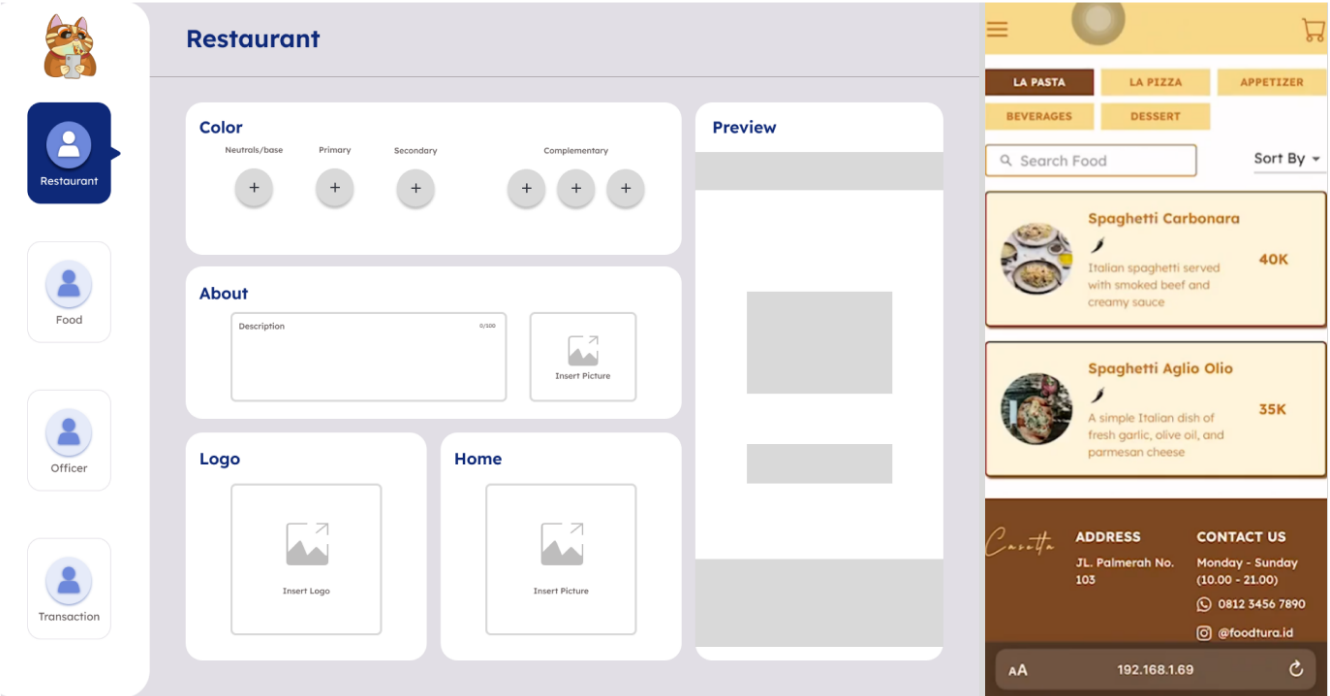 Restaurant
Restaurant
Food
Officer
Transaction
Color
Neutrals/base
Primary
Secondary
Complementary
+
+
+
+
+
+
About
Description
0/500
Insert Picture
Logo
Insert Logo
Home
Insert Picture
Preview
LA PASTA
LA PIZZA
APPETIZER
BEVERAGES
DESSERT
Search Food
Sort By
Spaghetti Carbonara
Italian spaghetti served
with smoked beef and
creamy sauce
40K
Spaghetti Aglio Olio
A simple Italian dish of
fresh garlic, olive oil, and
parmesan cheese
35K
Casetta
ADDRESS
JL. Palmerah No.
103
CONTACT US
Monday - Sunday
(10.00 - 21.00)
0812 3456 7890
@foodtura.id
AA
192.168.1.69